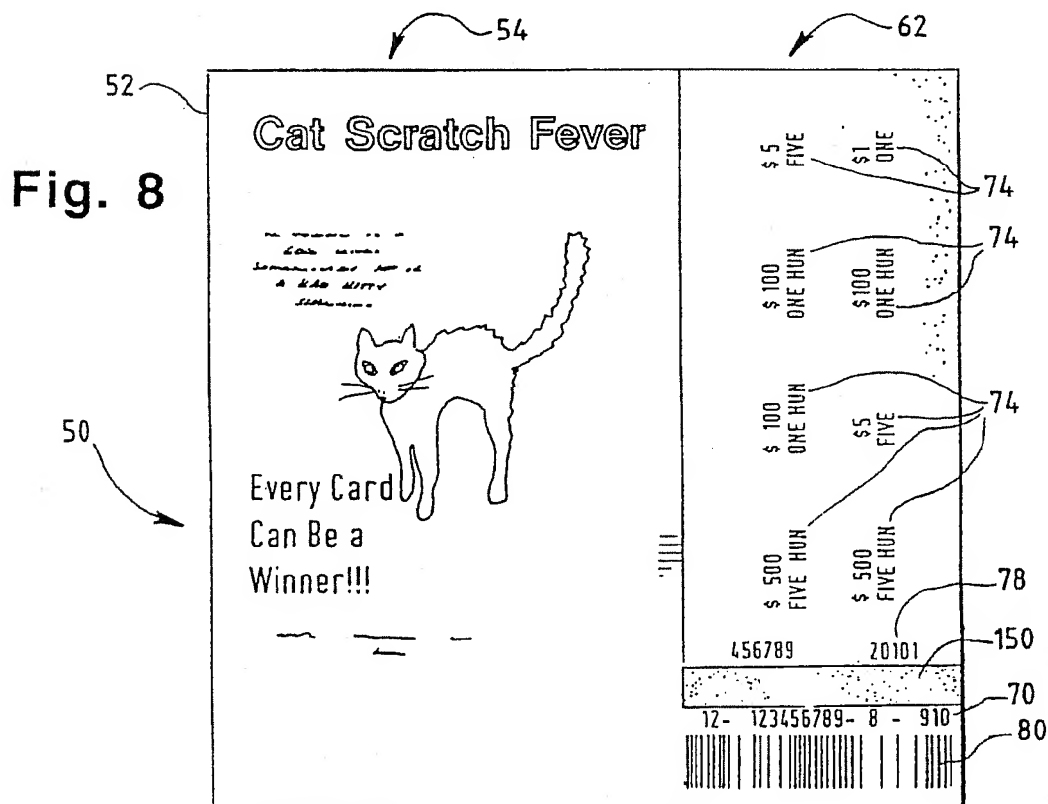 54
62
52
Cat Scratch Fever
Fig. 8
$5
FIVE
$1
ONE
74
$100
ONE HUN
$100
ONE HUN
74
$ 100
ONE HUN
$5
FIVE
74
50
Every Card
Can Be a
Winner!!!
$ 500
FIVE HUN
$ 500
FIVE HUN
78
456789 20101
150
12- 123456789- 8 - 910
70
80